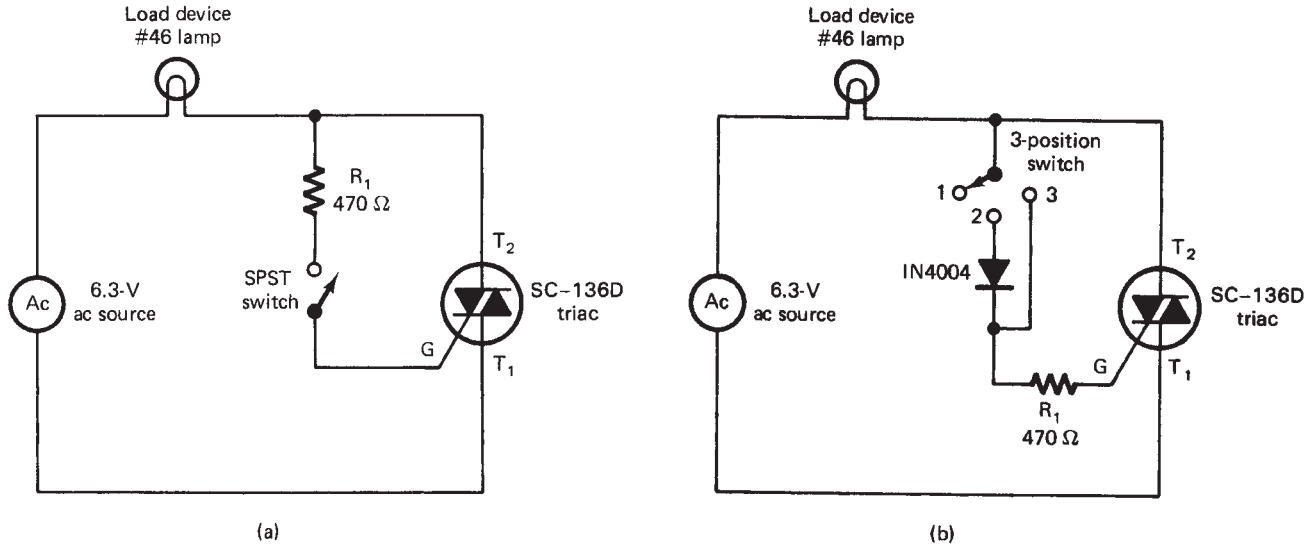 Load device
#46 lamp
R1
470 Ω
SPST
switch
T2
SC-136D
triac
Ac
6.3-V
ac source
G
T1
(a)
Load device
#46 lamp
3-position
switch
1
3
2
T2
IN4004
SC-136D
triac
Ac
6.3-V
ac source
G
T1
R1
470 Ω
(b)